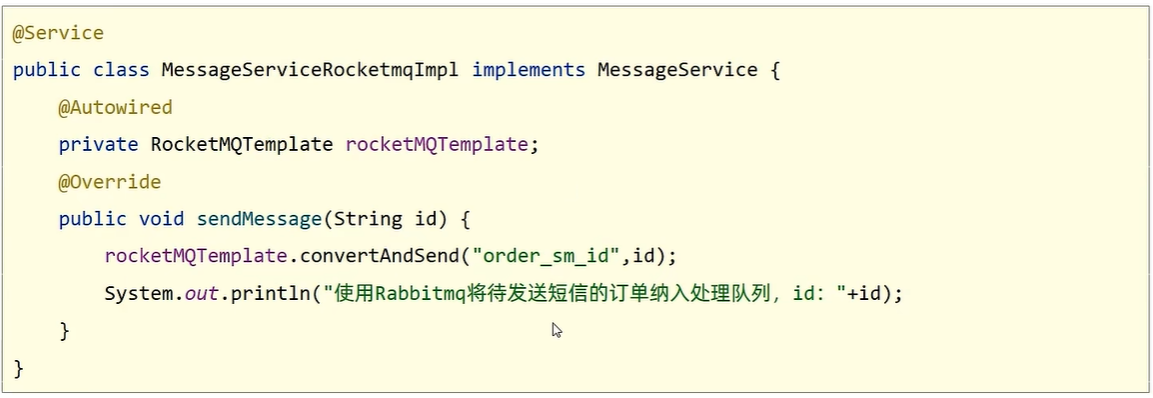 @Service
public class MessageServiceRocketmqImpl implements MessageService {
@Autowired
private RocketMQTemplate rocketMQTemplate;
@Override
public void sendMessage(String id) {
rocketMQTemplate.convertAndSend("order_sm_id",id);
System.out.println("使用Rabbitmq将待发送短信的订单纳入处理队列，id："+id);
}
}